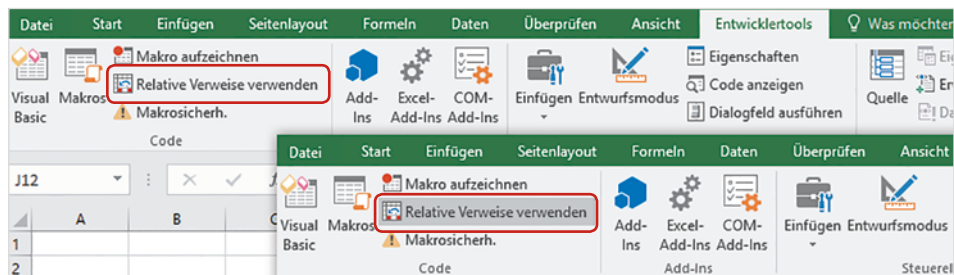 Datei Start Einfügen Seitenlayout Formeln Daten Überprüfen Ansicht Entwicklertools Was möchten
Makro aufzeichnen
Relative Verweise verwenden
Makrosicherh.
Visual Basic
Makros
Code
Add-Ins
Excel-Add-Ins
COM-Add-Ins
Einfügen
Entwurfsmodus
Eigenschaften
Code anzeigen
Dialogfeld ausführen
Quelle
J12
A B
1
2
Datei Start Einfügen Seitenlayout Formeln Daten Überprüfen Ansicht
Makro aufzeichnen
Relative Verweise verwenden
Makrosicherh.
Visual Basic
Makros
Code
Add-Ins
Excel-Add-Ins
COM-Add-Ins
Add-Ins
Einfügen
Entwurfsmodus
Steuerel